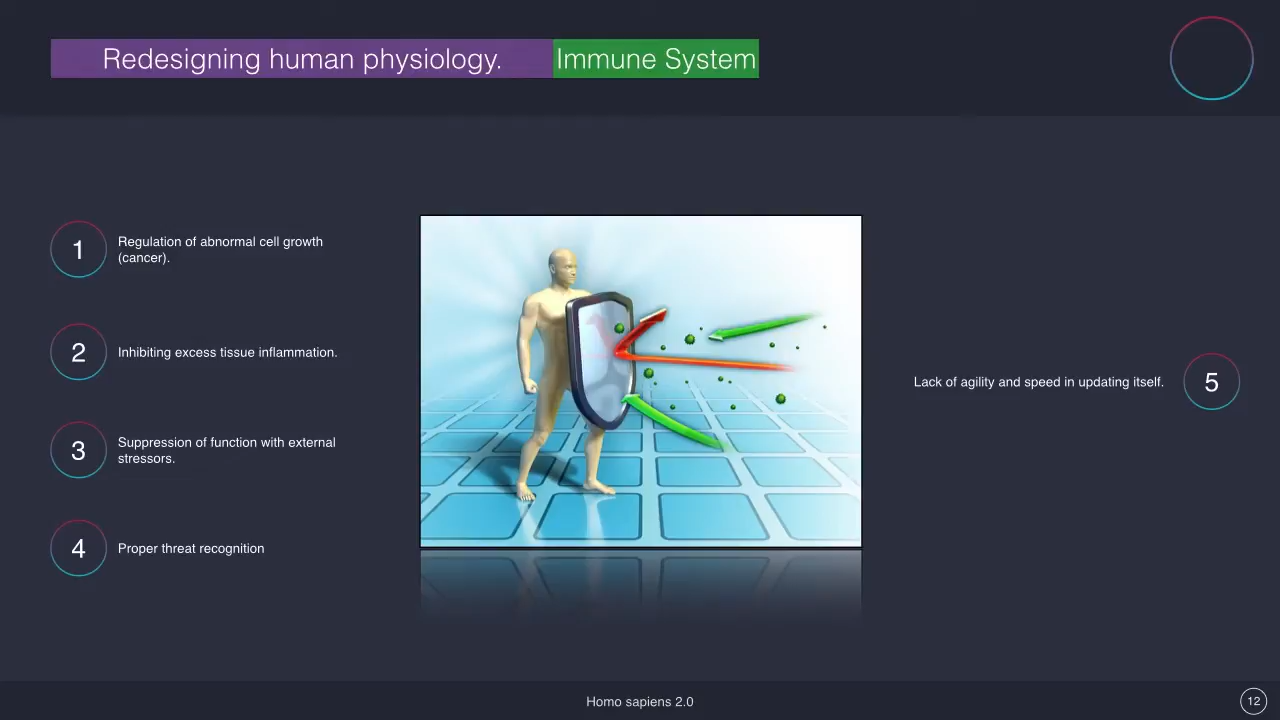 Redesigning human physiology. Immune System
1
Regulation of abnormal cell growth
(cancer).
2
Inhibiting excess tissue inflammation.
3
Suppression of function with external
stressors.
4
Proper threat recognition
Lack of agility and speed in updating itself.
5
Homo sapiens 2.0
12